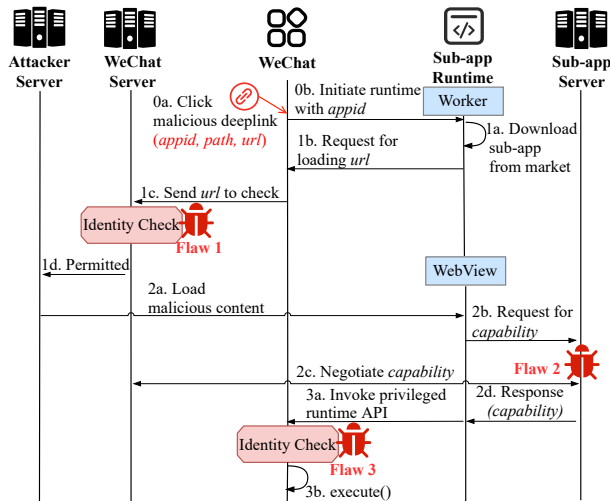 Attacker
Server
WeChat
Server
WeChat
Sub-app
Runtime
Sub-app
Server
0a. Click
malicious deeplink
(appid, path, url)
0b. Initiate runtime
with appid
Worker
1a. Download
sub-app
from market
1b. Request for
loading url
1c. Send url to check
Identity Check
Flaw 1
1d. Permitted
WebView
2a. Load
malicious content
2b. Request for
capability
Flaw 2
2c. Negotiate capability
2d. Response
(capability)
3a. Invoke privileged
runtime API
Identity Check
Flaw 3
3b. execute()